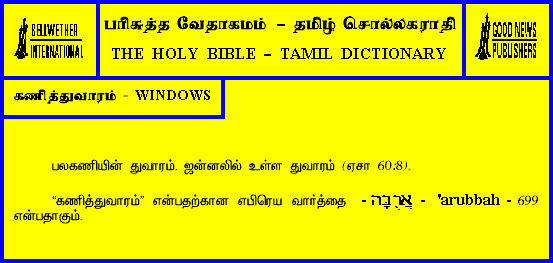 BELLWETHER
INTERNATIONAL
பரிசுத்த வேதாகமம் – தமிழ் சொல்லகராதி
THE HOLY BIBLE – TAMIL DICTIONARY
GOOD NEWS
PUBLISHERS
கணித்துவாரம் - WINDOWS
பலகணியின் துவாரம். ஜன்னலில் உள்ள துவாரம் (ஏசா 60:8).
“கணித்துவாரம்” என்பதற்கான எபிரெய வார்த்தை - אֲרֻבָּה - 'arubbah - 699
என்பதாகும்.